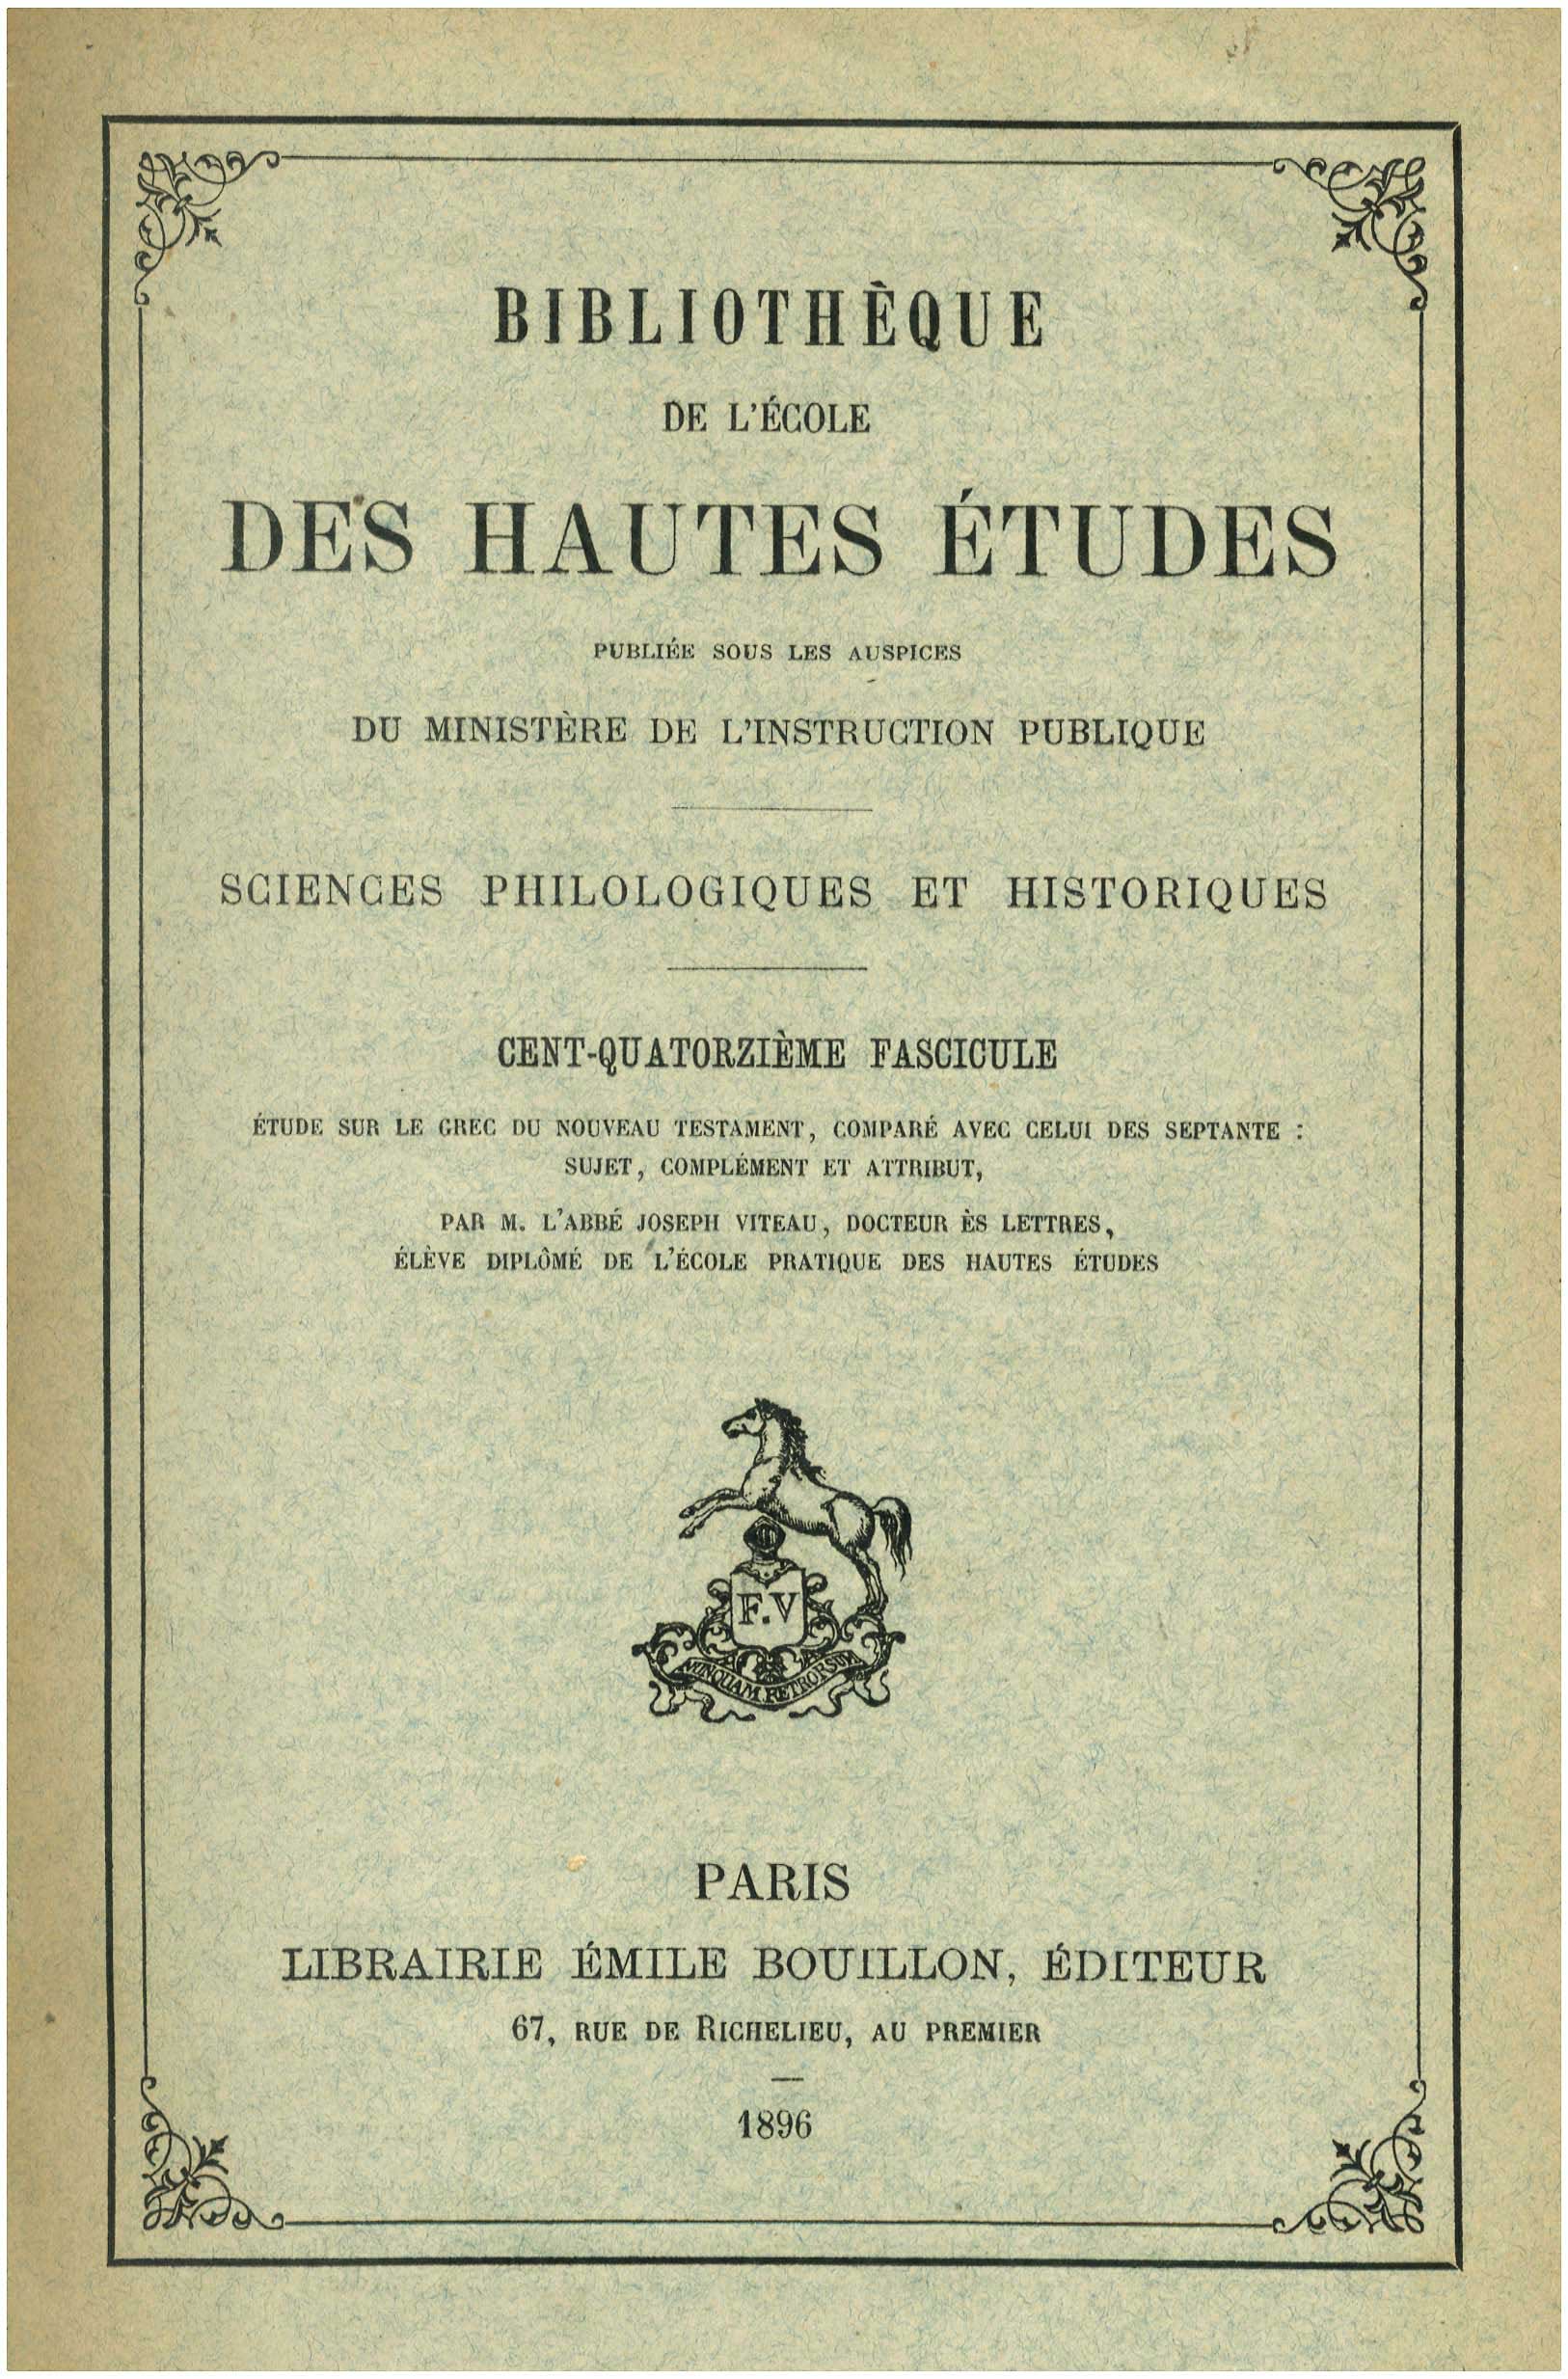 BIBLIOTHÈQUE
DE L'ÉCOLE
DES HAUTES ÉTUDES
PUBLIÉE SOUS LES AUSPICES
DU MINISTÈRE DE L'INSTRUCTION PUBLIQUE
SCIENCES PHILOLOGIQUES ET HISTORIQUES
CENT-QUATORZIÈME FASCICULE
ÉTUDE SUR LE GREC DU NOUVEAU TESTAMENT, COMPARÉ AVEC CELUI DES SEPTANTE :
SUJET, COMPLÉMENT ET ATTRIBUT,
PAR M. L'ABBÉ JOSEPH VITEAU, DOCTEUR ÈS LETTRES,
ÉLÈVE DIPLÔMÉ DE L'ÉCOLE PRATIQUE DES HAUTES ÉTUDES
F.V
NUNQUAM RETRORSUM
PARIS
LIBRAIRIE ÉMILE BOUILLON, ÉDITEUR
67, RUE DE RICHELIEU, AU PREMIER
1896